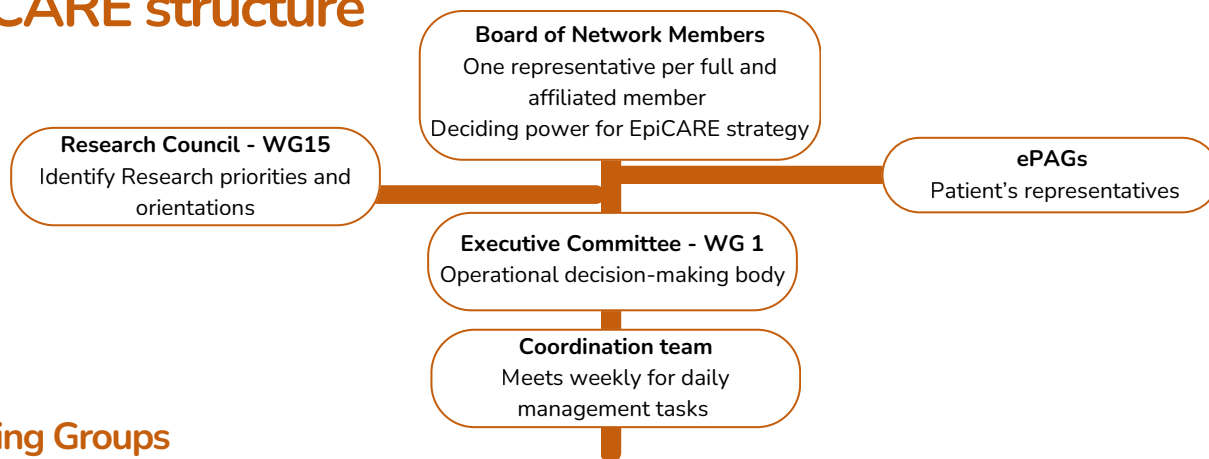 CARE structure
Board of Network Members
One representative per full and
affiliated member
Deciding power for EpiCARE strategy
Research Council - WG15
Identify Research priorities and
orientations
ePAGs
Patient's representatives
Executive Committee - WG 1
Operational decision-making body
Coordination team
Meets weekly for daily
management tasks
ing Groups